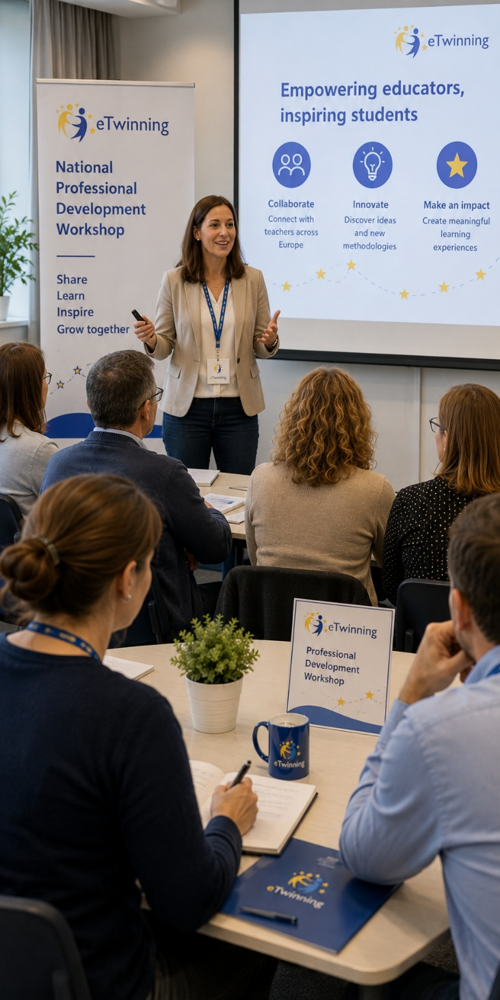 eTwinning
National
Professional
Development
Workshop
Share
Learn
Inspire
Grow together
eTwinning
Empowering educators,
inspiring students
Collaborate
Connect with
teachers across
Europe
Innovate
Discover ideas
and new
methodologies
Make an impact
Create meaningful
learning
experiences
eTwinning
eTwinning
Professional
Development
Workshop
eTwinning
eTwinning